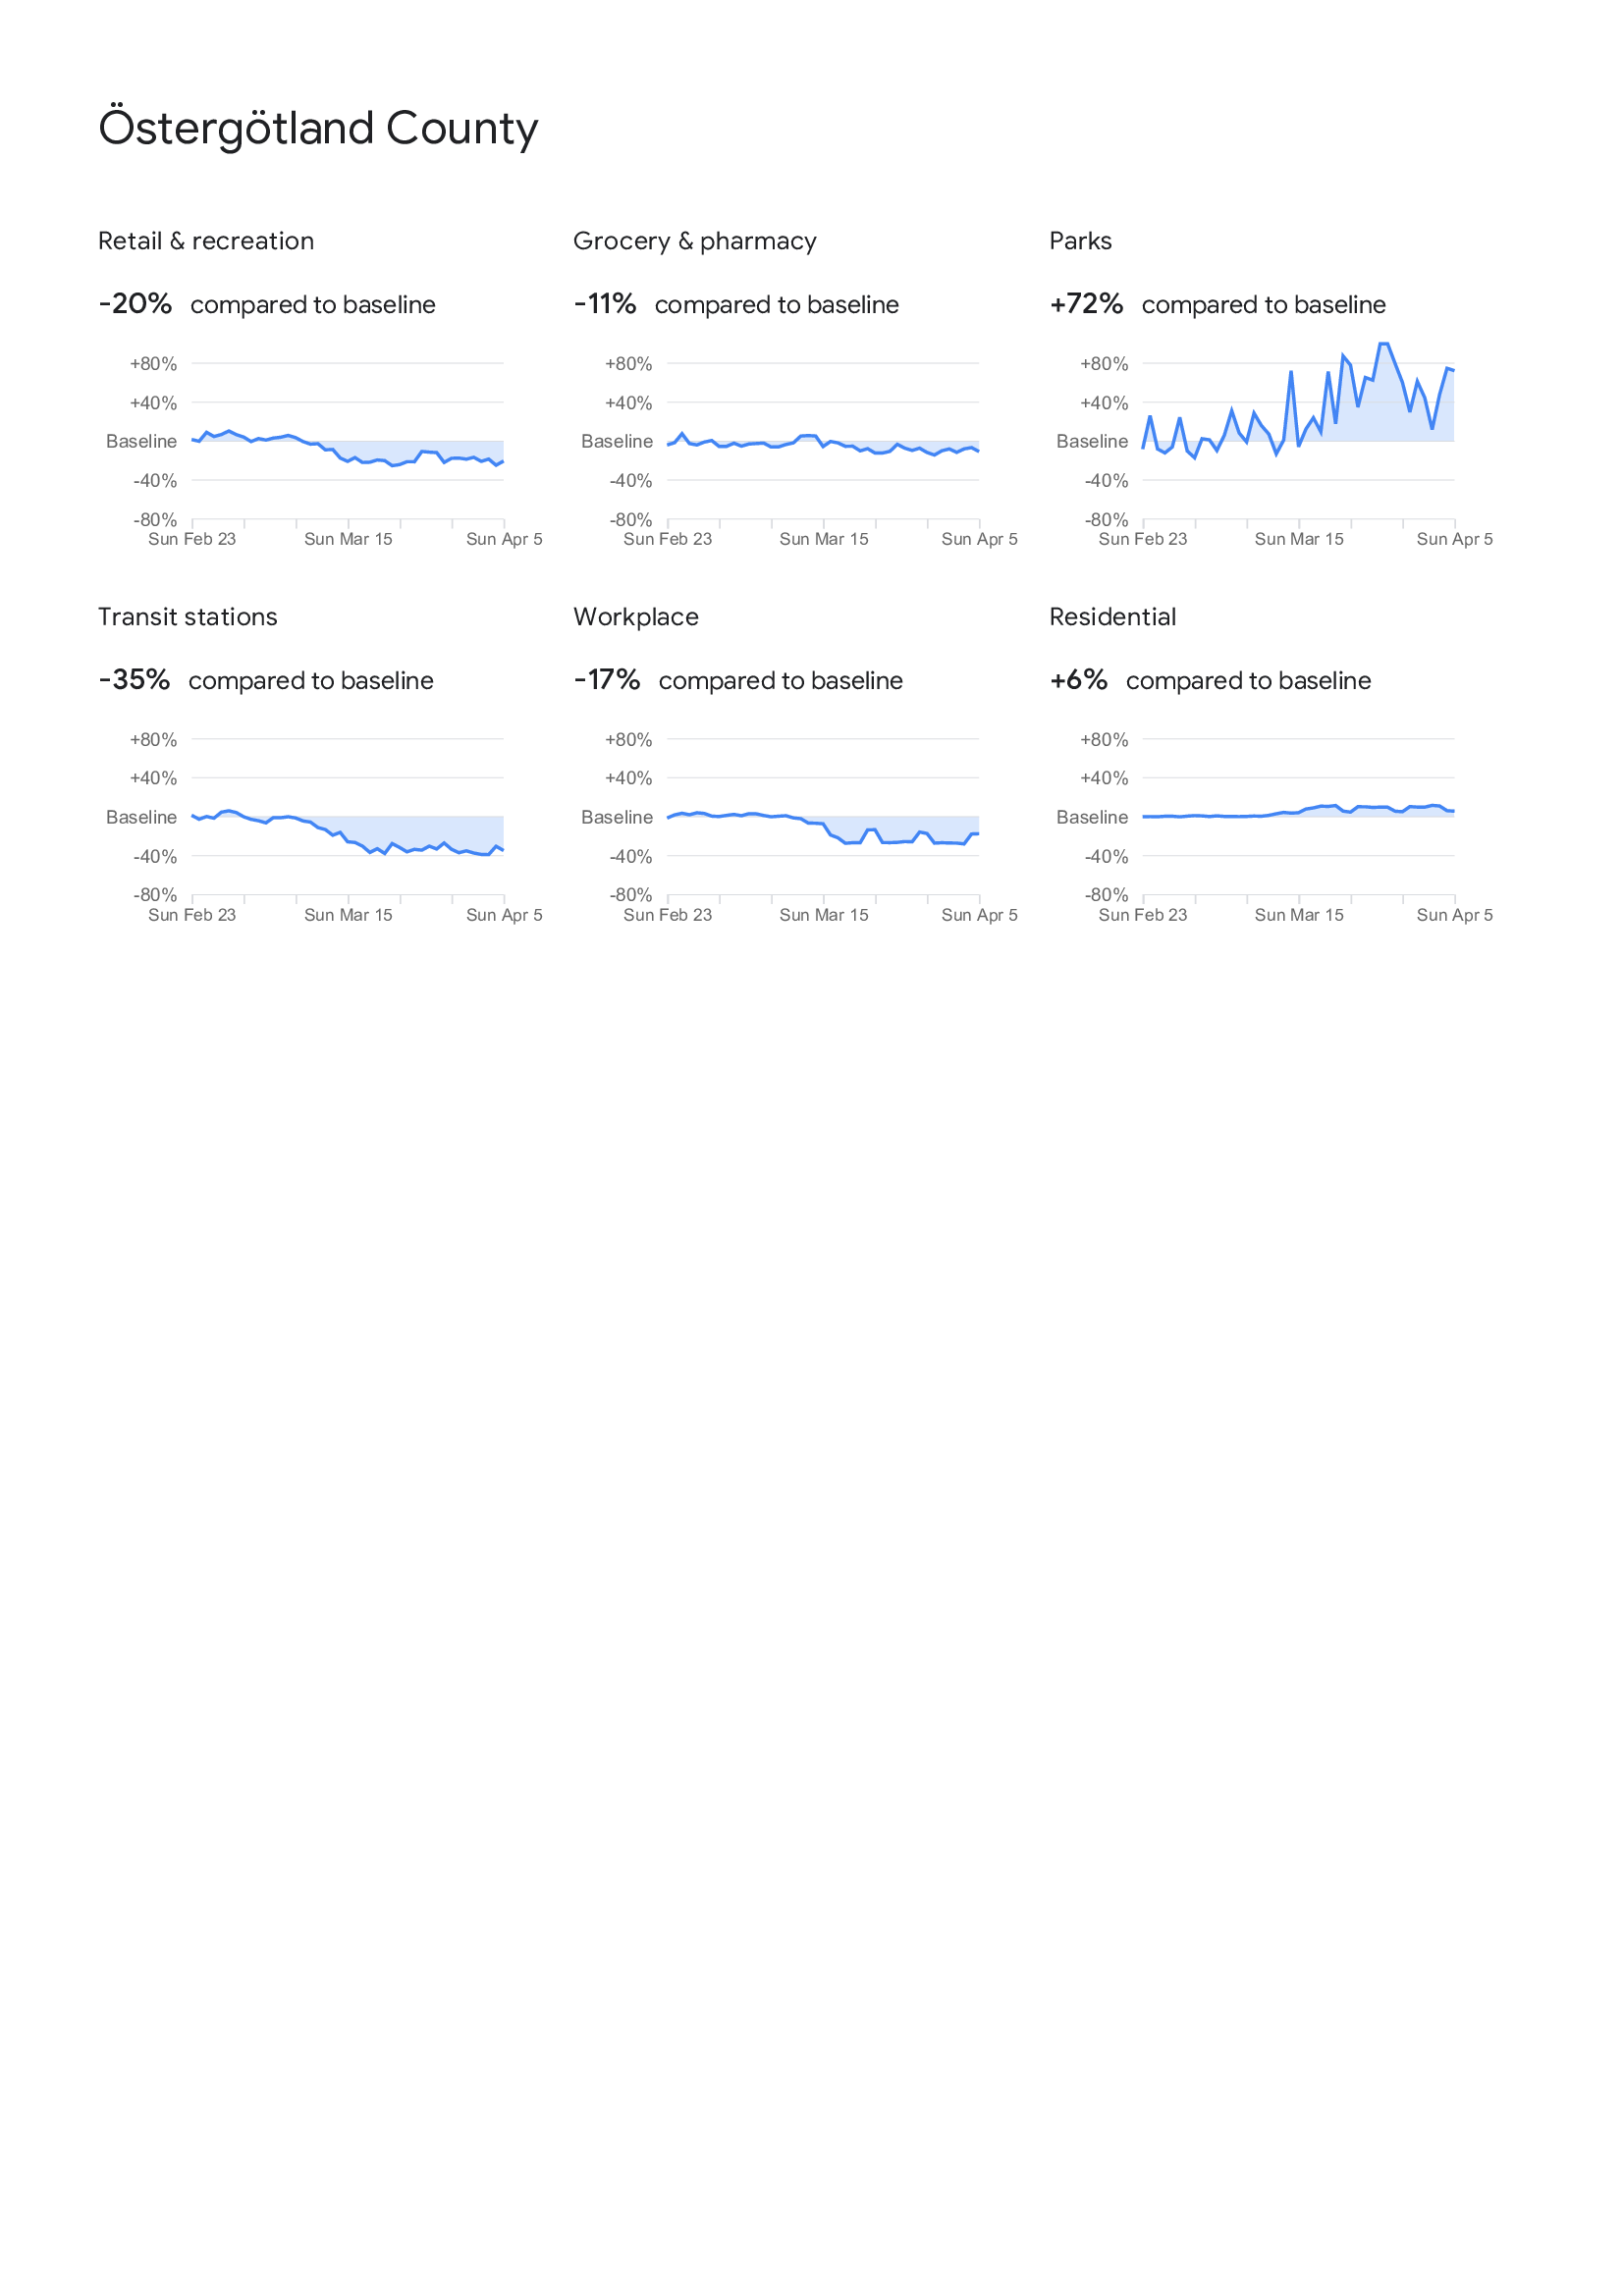 Östergötland County
Retail & recreation
-20% compared to baseline
+80%
+40%
Baseline
-40%
-80%
Sun Feb 23 Sun Mar 15 Sun Apr 5
Grocery & pharmacy
-11% compared to baseline
+80%
+40%
Baseline
-40%
-80%
Sun Feb 23 Sun Mar 15 Sun Apr 5
Parks
+72% compared to baseline
+80%
+40%
Baseline
-40%
-80%
Sun Feb 23 Sun Mar 15 Sun Apr 5
Transit stations
-35% compared to baseline
+80%
+40%
Baseline
-40%
-80%
Sun Feb 23 Sun Mar 15 Sun Apr 5
Workplace
-17% compared to baseline
+80%
+40%
Baseline
-40%
-80%
Sun Feb 23 Sun Mar 15 Sun Apr 5
Residential
+6% compared to baseline
+80%
+40%
Baseline
-40%
-80%
Sun Feb 23 Sun Mar 15 Sun Apr 5